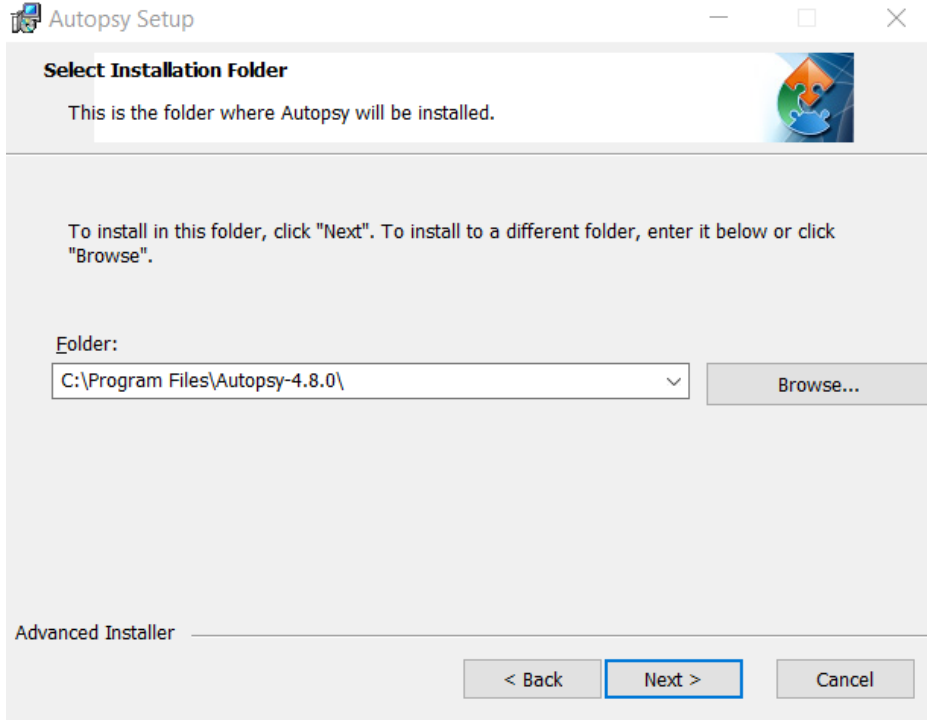 Autopsy Setup
Select Installation Folder
This is the folder where Autopsy will be installed.
To install in this folder, click "Next". To install to a different folder, enter it below or click
"Browse".
Folder:
C:\Program Files\Autopsy-4.8.0\
Browse...
Advanced Installer
< Back
Next >
Cancel